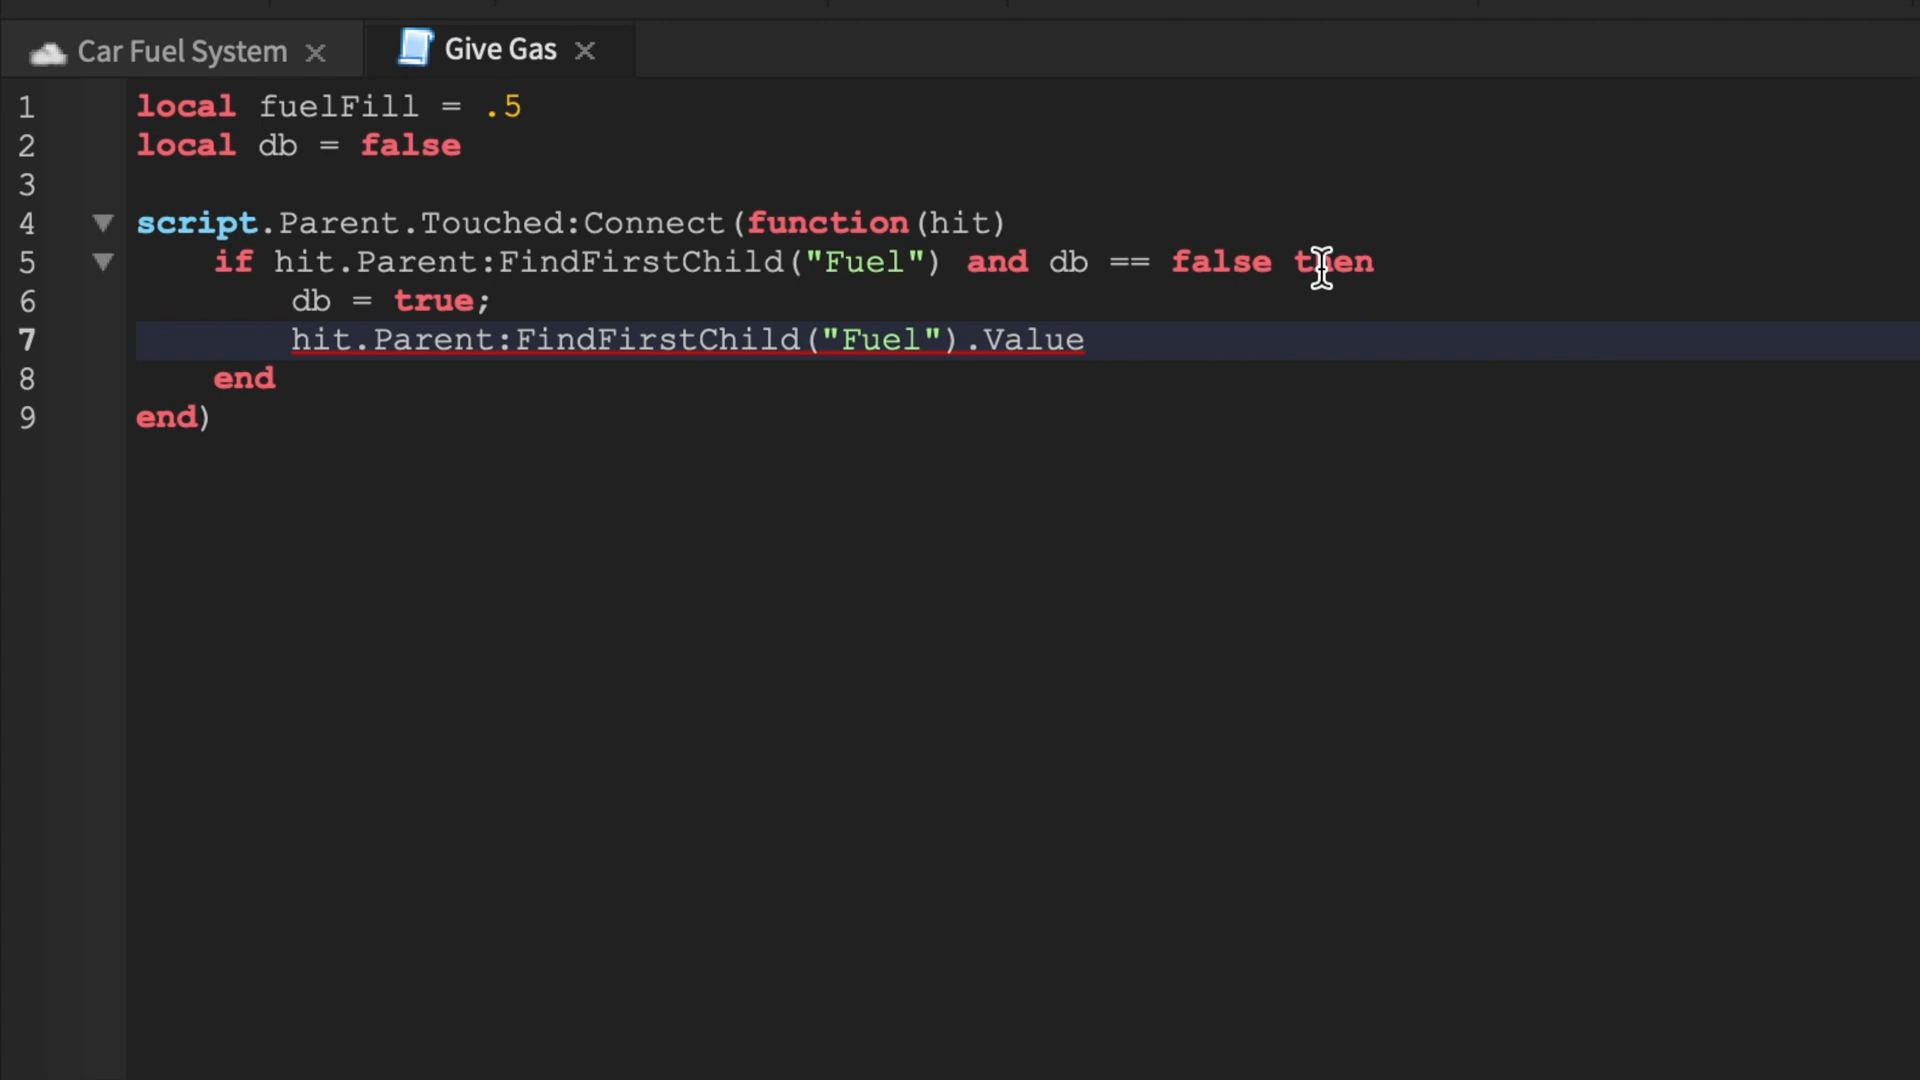 Car Fuel System
Give Gas
1 local fuelFill = .5
2 local db = false
3
4 script.Parent.Touched:Connect(function(hit)
5 if hit.Parent:FindFirstChild("Fuel") and db == false then
6 db = true;
7 hit.Parent:FindFirstChild("Fuel").Value
8 end
9 end)